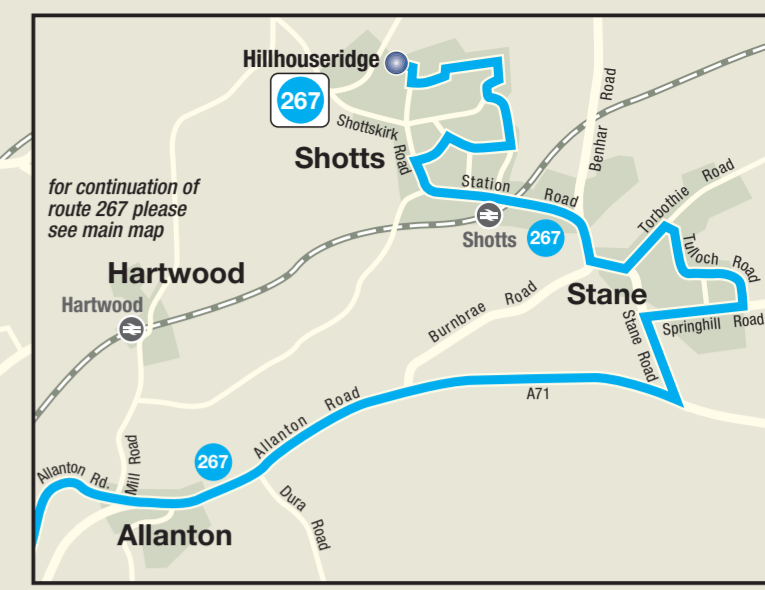 Hillhouseridge
267
Shottskirk Road
Shotts
Benhar Road
for continuation of
route 267 please
see main map
Station Road
Torbothie Road
Shotts
267
Tulloch Road
Hartwood
Hartwood
Stane
Burnbrae Road
Stane Road
Springhill Road
A71
Allanton Road
267
Allanton Rd.
Mill Road
Dura Road
Allanton